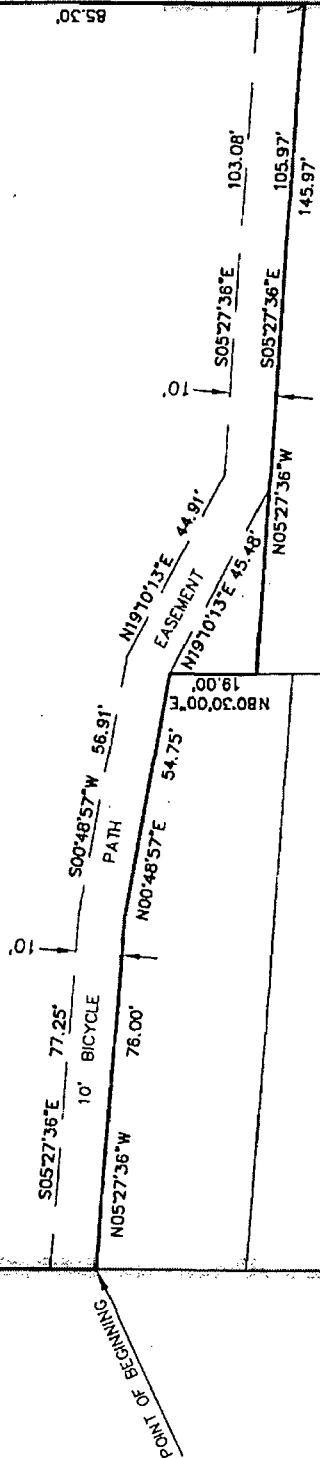 POINT OF BEGINNING
S05°27'36"E 77.25'
10' BICYCLE PATH EASEMENT
N05°27'36"W 76.00'
10'
S00°48'57"W 56.91'
N00°48'57"E 54.75'
N19°10'13"E 44.91'
N19°10'13"E 45.48'
N80°30'00"E
19.00'
N05°27'36"W
10'
S05°27'36"E 103.08'
S05°27'36"E 105.97'
145.97'
85.30'